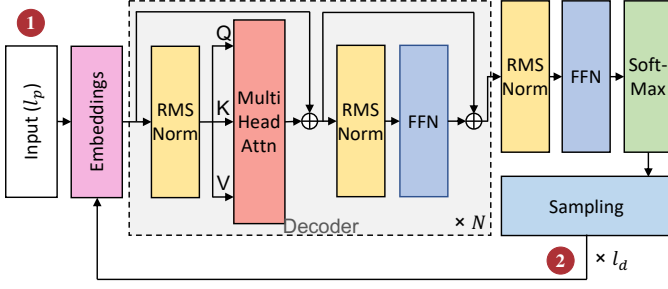 1
Input (l_p)
Embeddings
RMS
Norm
Q
K
V
Multi
Head
Attn
RMS
Norm
FFN
Decoder
× N
RMS
Norm
FFN
Soft-
Max
Sampling
2
× l_d